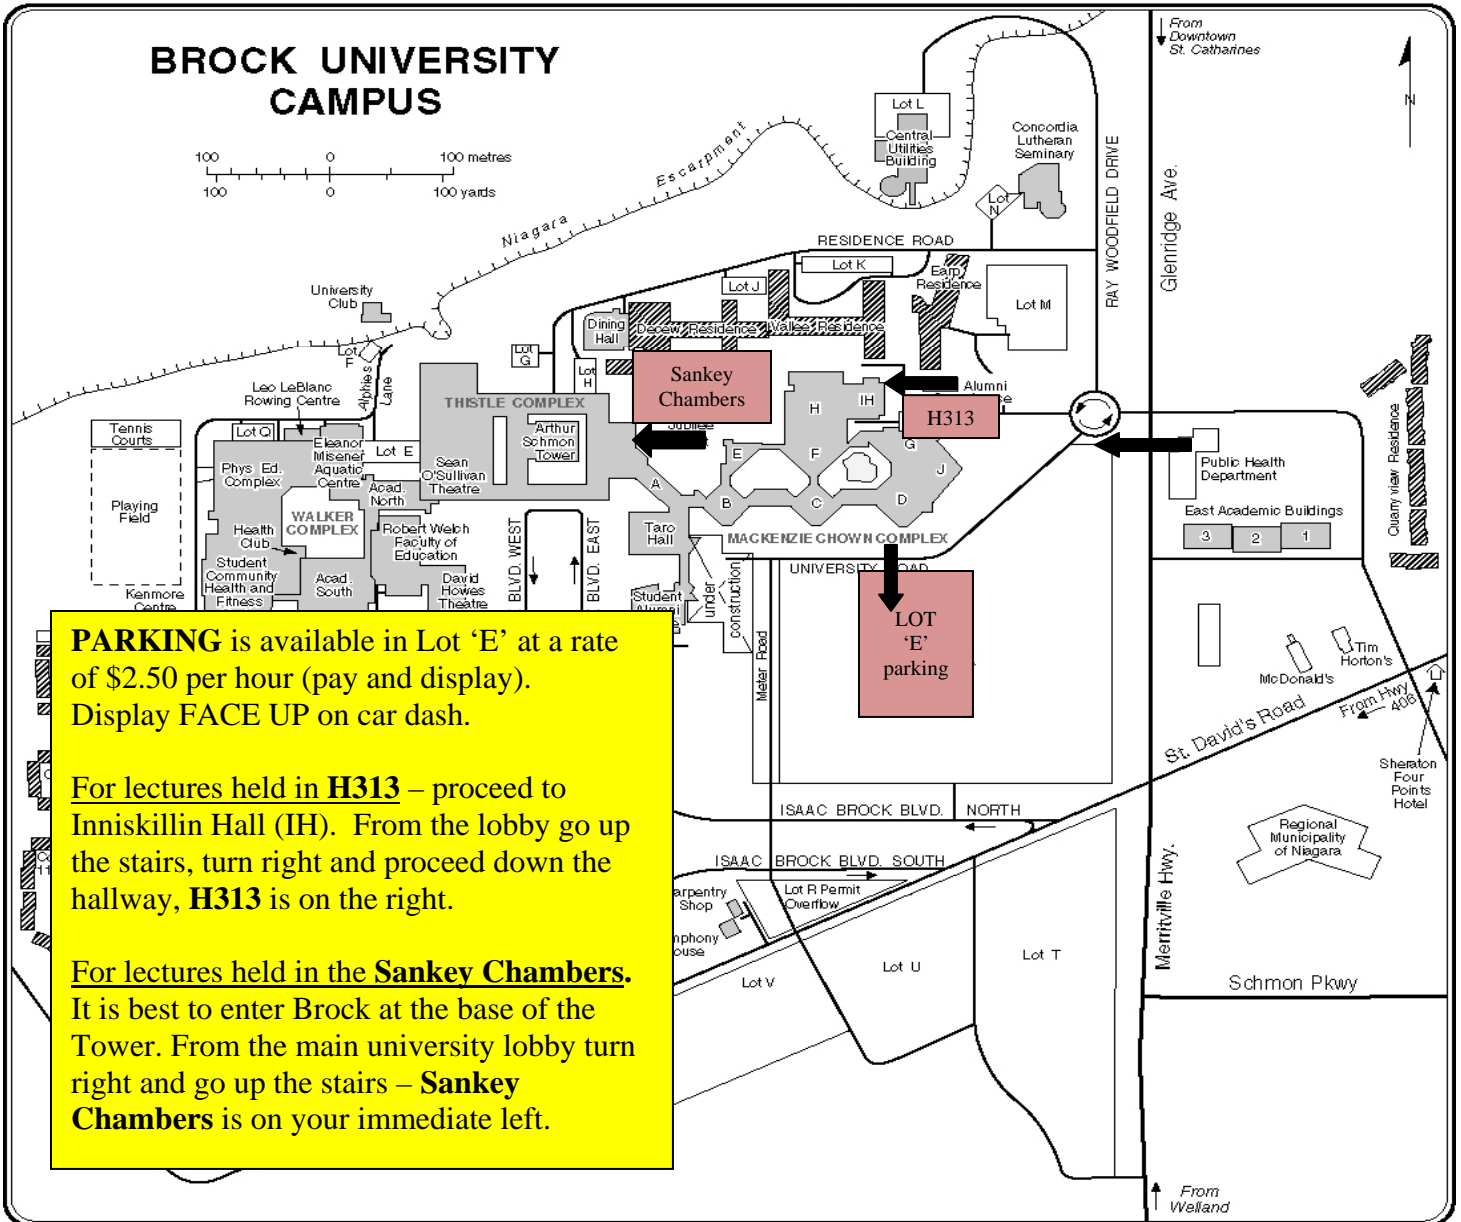 BROCK UNIVERSITY
CAMPUS
100 0 100 metres
100 0 100 yards
Niagara Escarpment
From
Downtown
St. Catharines
N
Lot L
Central
Utilities
Building
Concordia
Lutheran
Seminary
Lot
N
RAY WOODFIELD DRIVE
Glenridge Ave.
RESIDENCE ROAD
Lot K
Earp
Residence
Lot M
Lot J
University
Club
Dining
Hall
Decew Residence
Vallee Residence
Lot
F
Alphie's
Lane
Lot
G
Lot
H
Sankey
Chambers
Leo LeBlanc
Rowing Centre
THISTLE COMPLEX
Arthur
Schmon
Tower
Jubilee
H
IH
Alumni
H313
Tennis
Courts
Lot Q
Eleanor
Misener
Aquatic
Centre
Lot E
Sean
O'Sullivan
Theatre
Phys Ed.
Complex
Acad.
North
Playing
Field
WALKER
COMPLEX
Health
Club
Robert Welch
Faculty of
Education
Student
Community
Health and
Fitness
Acad.
South
David
Howes
Theatre
Kenmore
Centre
A
B
C
D
E
F
G
J
Taro
Hall
MACKENZIE CHOWN COMPLEX
BLVD. WEST
BLVD. EAST
UNIVERSITY ROAD
Student
Alumni
under
construction
Meter Road
LOT
‘E’
parking
Public Health
Department
East Academic Buildings
3 2 1
Quarryview Residence
McDonald's
Tim
Horton's
From Hwy
406
St. David's Road
Sheraton
Four
Points
Hotel
PARKING is available in Lot ‘E’ at a rate
of $2.50 per hour (pay and display).
Display FACE UP on car dash.
For lectures held in H313 – proceed to
Inniskillin Hall (IH). From the lobby go up
the stairs, turn right and proceed down the
hallway, H313 is on the right.
For lectures held in the Sankey Chambers.
It is best to enter Brock at the base of the
Tower. From the main university lobby turn
right and go up the stairs – Sankey
Chambers is on your immediate left.
ISAAC BROCK BLVD. NORTH
ISAAC BROCK BLVD. SOUTH
Regional
Municipality
of Niagara
arpentry
Shop
Lot R Permit
Overflow
mphony
ouse
Lot V
Lot U
Lot T
Merrittville Hwy.
Schmon Pkwy
From
Welland